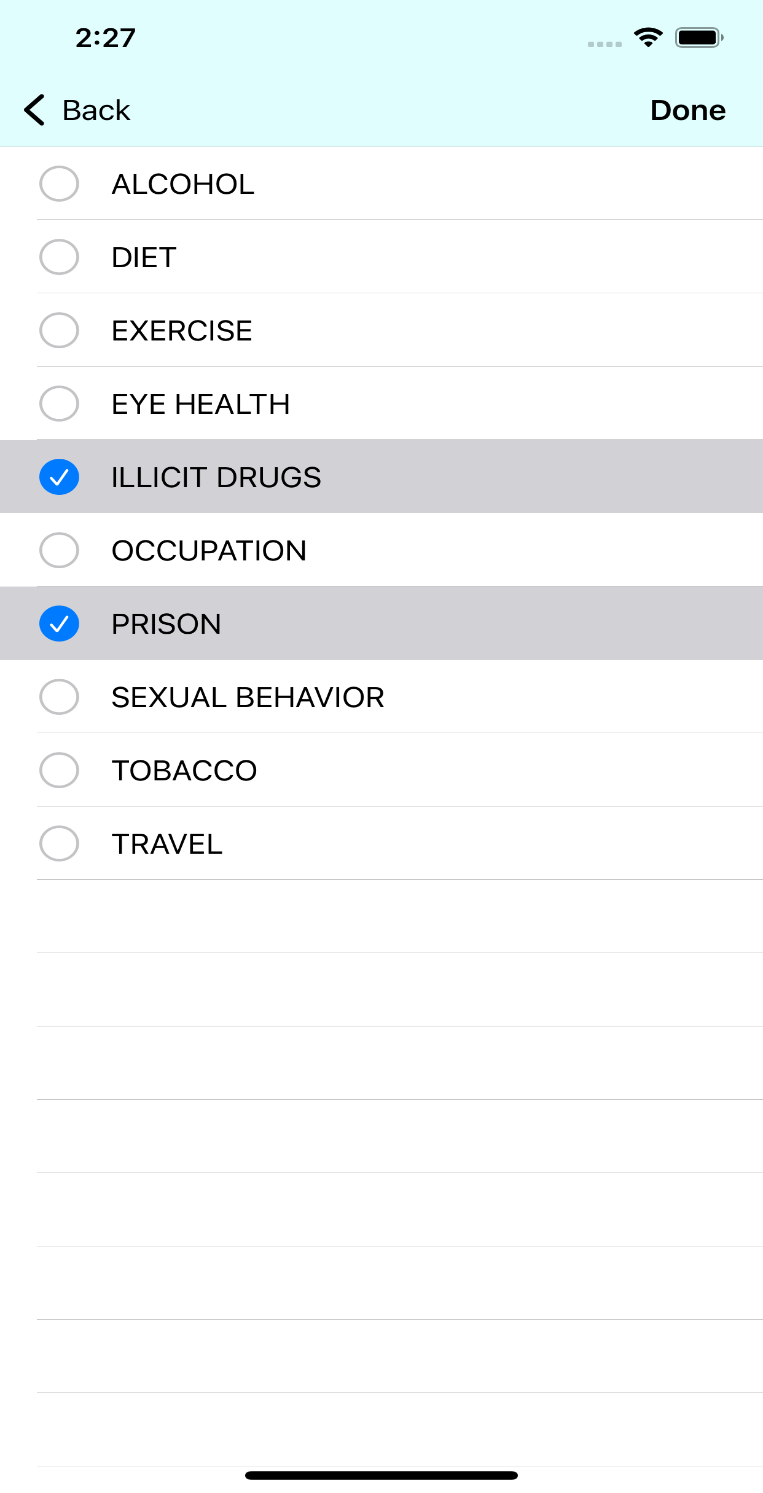 2:27
Back Done
ALCOHOL
DIET
EXERCISE
EYE HEALTH
ILLICIT DRUGS
OCCUPATION
PRISON
SEXUAL BEHAVIOR
TOBACCO
TRAVEL